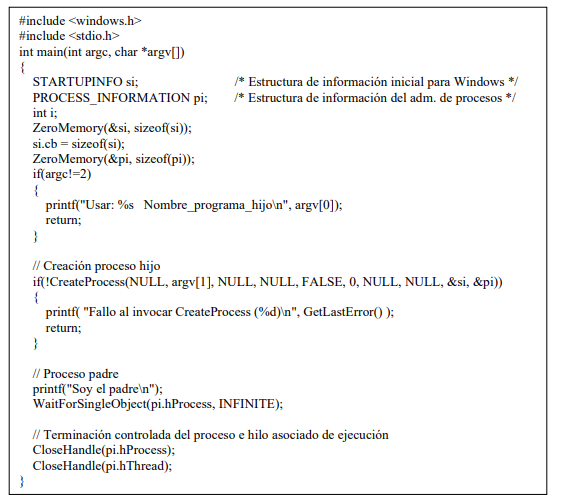 #include <windows.h>
#include <stdio.h>
int main(int argc, char *argv[])
{
STARTUPINFO si; /* Estructura de información inicial para Windows */
PROCESS_INFORMATION pi; /* Estructura de información del adm. de procesos */
int i;
ZeroMemory(&si, sizeof(si));
si.cb = sizeof(si);
ZeroMemory(&pi, sizeof(pi));
if(argc!=2)
{
printf("Usar: %s Nombre_programa_hijo\n", argv[0]);
return;
}
// Creación proceso hijo
if(!CreateProcess(NULL, argv[1], NULL, NULL, FALSE, 0, NULL, NULL, &si, &pi))
{
printf( "Fallo al invocar CreateProcess (%d)\n", GetLastError() );
return;
}
// Proceso padre
printf("Soy el padre\n");
WaitForSingleObject(pi.hProcess, INFINITE);
// Terminación controlada del proceso e hilo asociado de ejecución
CloseHandle(pi.hProcess);
CloseHandle(pi.hThread);
}